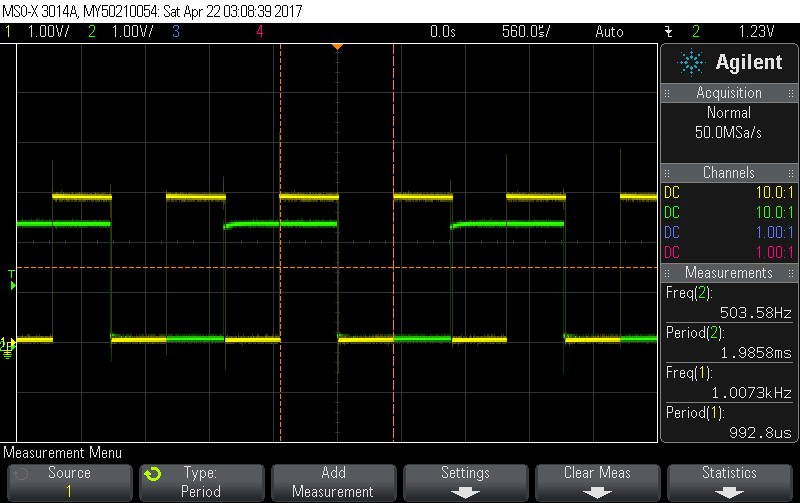 MSO-X 3014A, MY50210054: Sat Apr 22 03:08:39 2017
1 1.00V/ 2 1.00V/ 3 4 0.0s 560.0us/ Auto 2 1.23V
Agilent
Acquisition
Normal
50.0MSa/s
Channels
DC 10.0:1
DC 10.0:1
DC 1.00:1
DC 1.00:1
Measurements
Freq(2):
503.58Hz
Period(2):
1.9858ms
Freq(1):
1.0073kHz
Period(1):
992.8us
T
Measurement Menu
Source
1
Type:
Period
Add
Measurement
Settings
Clear Meas
Statistics